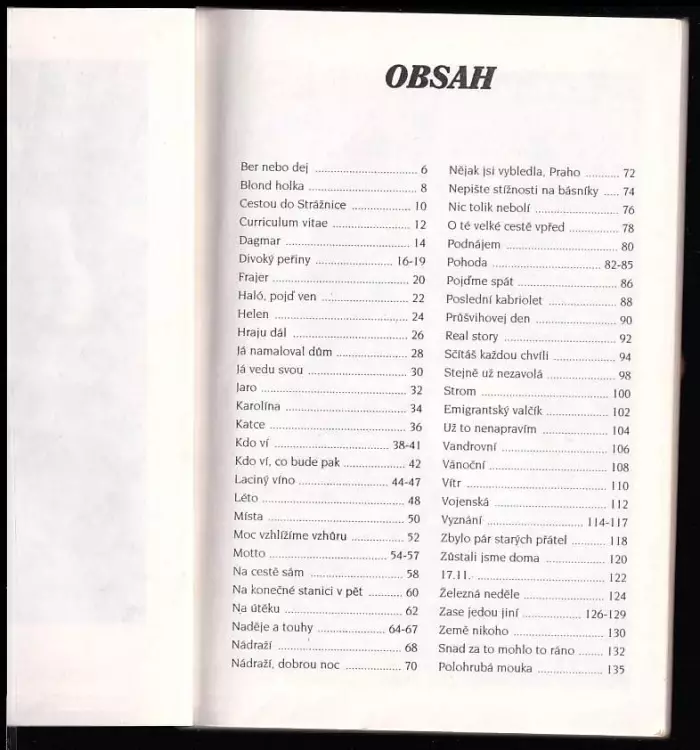 OBSAH
Ber nebo dej ........ 6
Blond holka ........ 8
Cestou do Strážnice ........ 10
Curriculum vitae ........ 12
Dagmar ........ 14
Divoký peřiny ........ 16-19
Frajer ........ 20
Haló, pojď ven ........ 22
Helen ........ 24
Hraju dál ........ 26
Já namaloval dům ........ 28
Já vedu svou ........ 30
Jaro ........ 32
Karolína ........ 34
Katce ........ 36
Kdo ví ........ 38-41
Kdo ví, co bude pak ........ 42
Laciný víno ........ 44-47
Léto ........ 48
Místa ........ 50
Moc vzhlížíme vzhůru ........ 52
Motto ........ 54-57
Na cestě sám ........ 58
Na konečné stanici v pět ........ 60
Na útěku ........ 62
Naděje a touhy ........ 64-67
Nádraží ........ 68
Nádraží, dobrou noc ........ 70
Nějak jsi vybledla, Praho ........ 72
Nepište stížnosti na básníky ..... 74
Nic tolik nebolí ........ 76
O té velké cestě vpřed ........ 78
Podnájem ........ 80
Pohoda ........ 82-85
Pojďme spát ........ 86
Poslední kabriolet ........ 88
Průšvihovej den ........ 90
Real story ........ 92
Sčítáš každou chvíli ........ 94
Stejně už nezavolá ........ 98
Strom ........ 100
Emigrantský valčík ........ 102
Už to nenapravím ........ 104
Vandrovní ........ 106
Vánoční ........ 108
Vítr ........ 110
Vojenská ........ 112
Vyznání ........ 114-117
Zbylo pár starých přátel ........ 118
Zůstali jsme doma ........ 120
17.11. ........ 122
Železná neděle ........ 124
Zase jedou jiní ........ 126-129
Země nikoho ........ 130
Snad za to mohlo to ráno ........ 132
Polohrubá mouka ........ 135